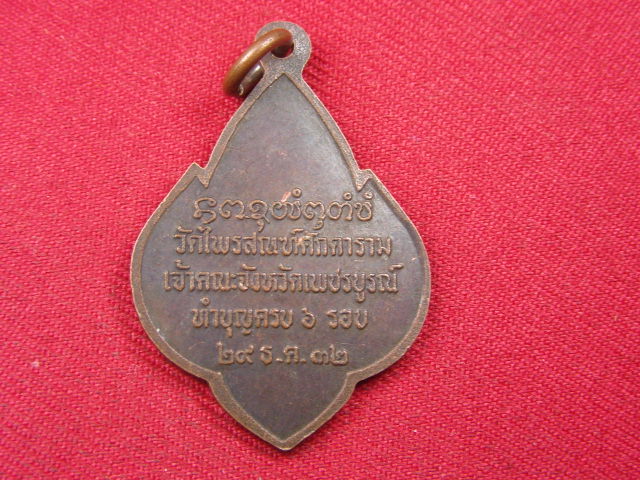 วัดไพรสณฑ์ศักดาราม
เจ้าคณะจังหวัดเพชรบูรณ์
ทำบุญครบ ๖ รอบ
๒๙ ธ.ค. ๓๒